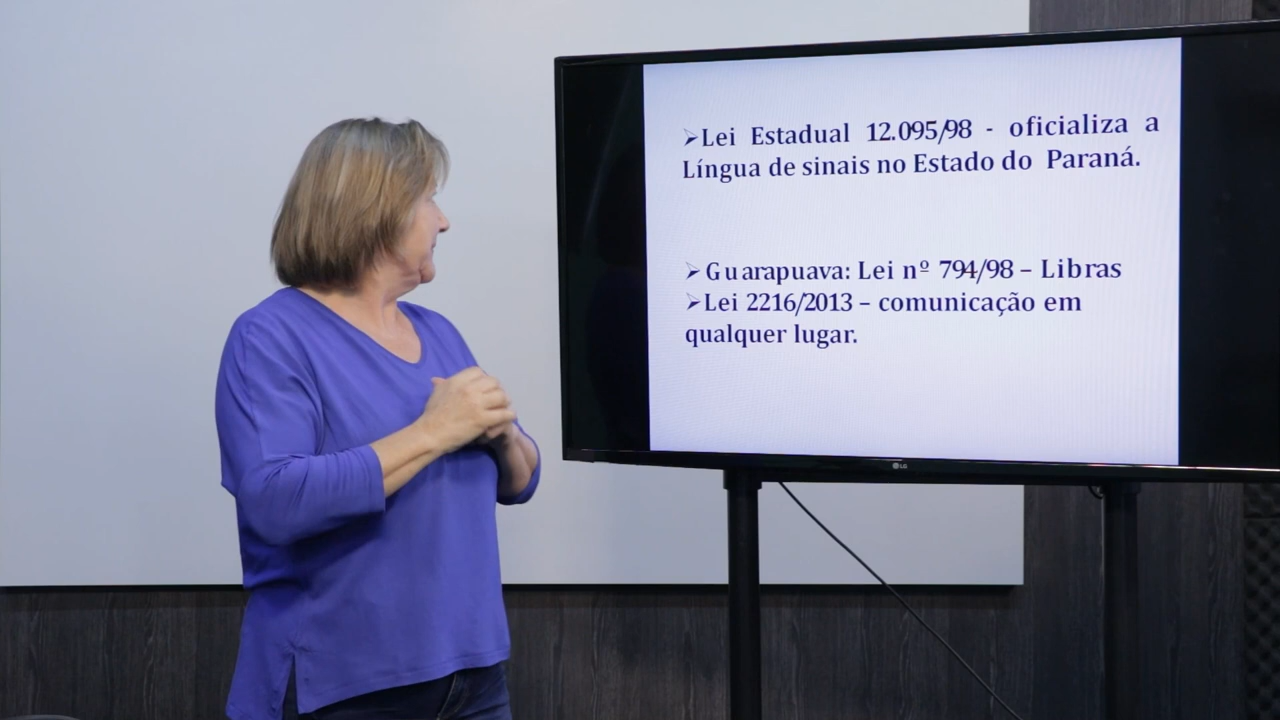 ➢Lei Estadual 12.095/98 - oficializa a
Língua de sinais no Estado do Paraná.
➢ Guarapuava: Lei nº 794/98 – Libras
➢Lei 2216/2013 – comunicação em
qualquer lugar.
LG